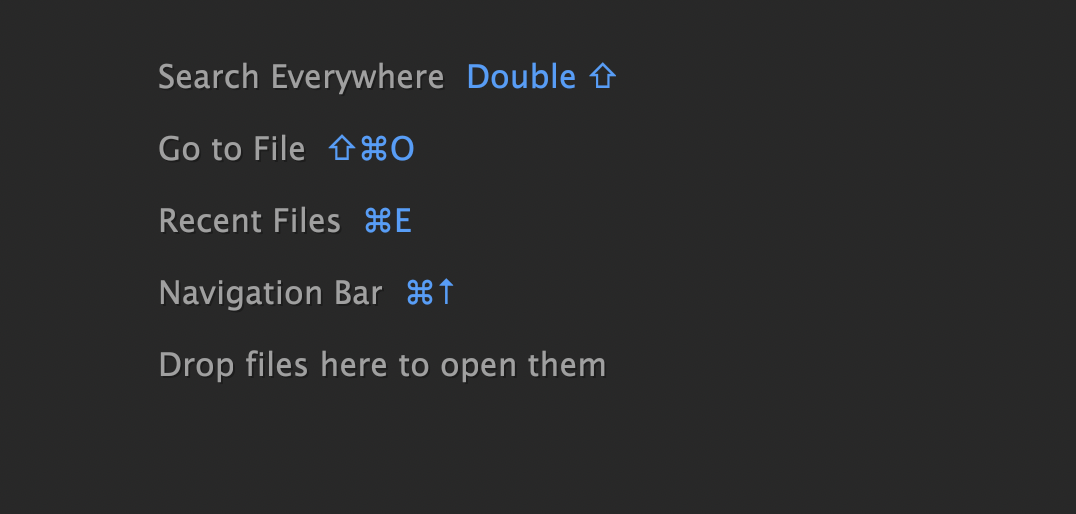 Search Everywhere Double ⇧
Go to File ⇧⌘O
Recent Files ⌘E
Navigation Bar ⌘↑
Drop files here to open them